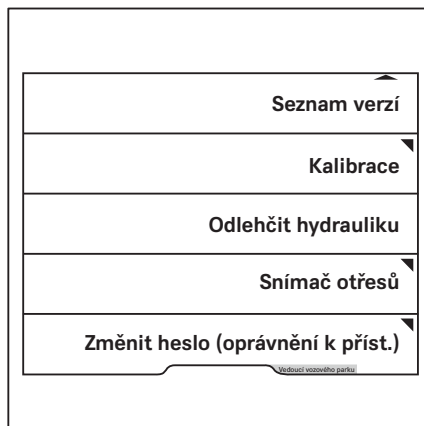 Seznam verzí
Kalibrace
Odlehčit hydrauliku
Snímač otřesů
Změnit heslo (oprávnění k příst.)
Vedoucí vozového parku